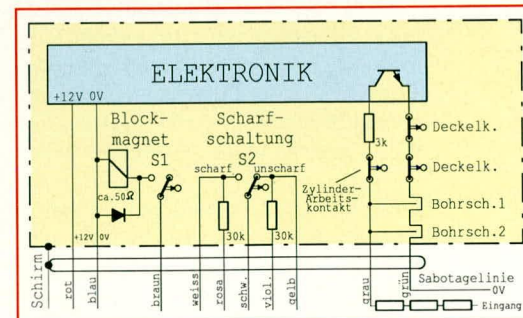 ELEKTRONIK
+12V 0V
Block-
magnet
S1
Scharf-
schaltung
S2
Deckelk.
3k
scharf
unscharf
Deckelk.
ca.50Ω
Zylinder-
Arbeits-
kontakt
Bohrsch.1
30k
30k
+12V
0V
Bohrsch.2
Schirm
rot
blau
braun
weiss
rosa
schw.
viol.
gelb
grau
grün
Sabotagelinie
0V
Eingang